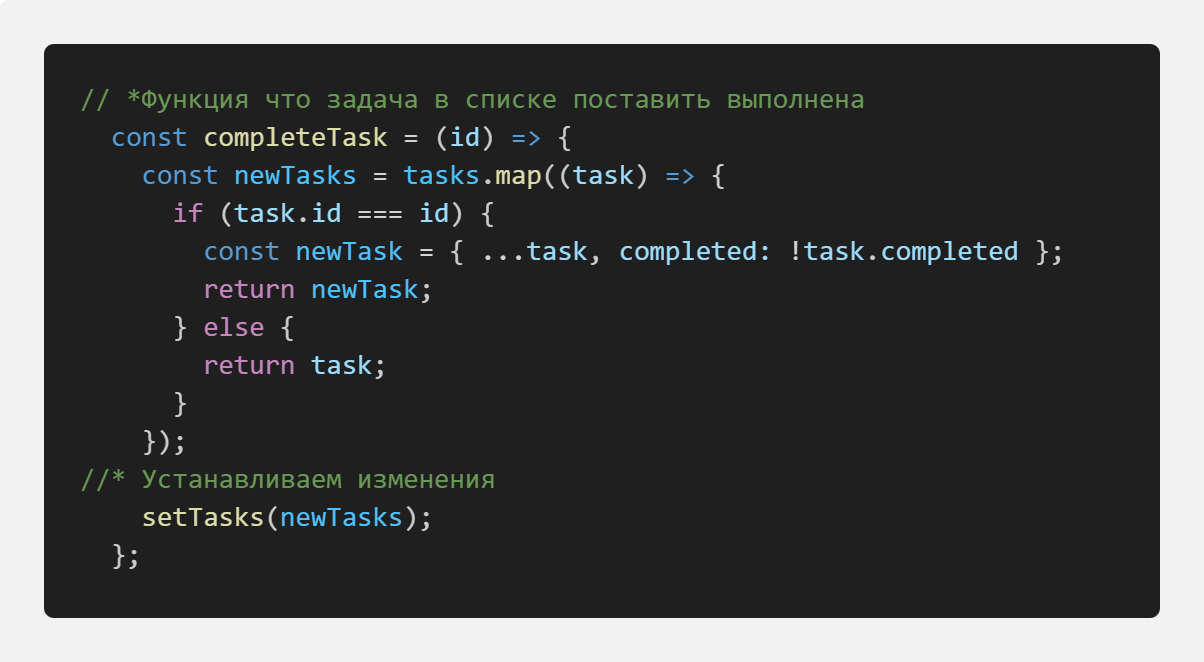 // *Функция что задача в списке поставить выполнена
const completeTask = (id) => {
const newTasks = tasks.map((task) => {
if (task.id === id) {
const newTask = { ...task, completed: !task.completed };
return newTask;
} else {
return task;
}
});
//* Устанавливаем изменения
setTasks(newTasks);
};